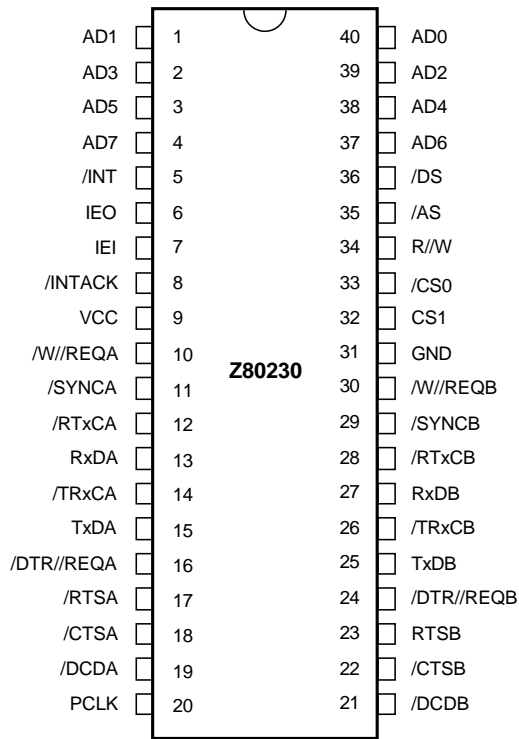 AD1 1 40 AD0
AD3 2 39 AD2
AD5 3 38 AD4
AD7 4 37 AD6
/INT 5 36 /DS
IEO 6 35 /AS
IEI 7 34 R//W
/INTACK 8 33 /CS0
VCC 9 32 CS1
/W//REQA 10 31 GND
Z80230
/SYNCA 11 30 /W//REQB
/RTxCA 12 29 /SYNCB
RxDA 13 28 /RTxCB
/TRxCA 14 27 RxDB
TxDA 15 26 /TRxCB
/DTR//REQA 16 25 TxDB
/RTSA 17 24 /DTR//REQB
/CTSA 18 23 RTSB
/DCDA 19 22 /CTSB
PCLK 20 21 /DCDB